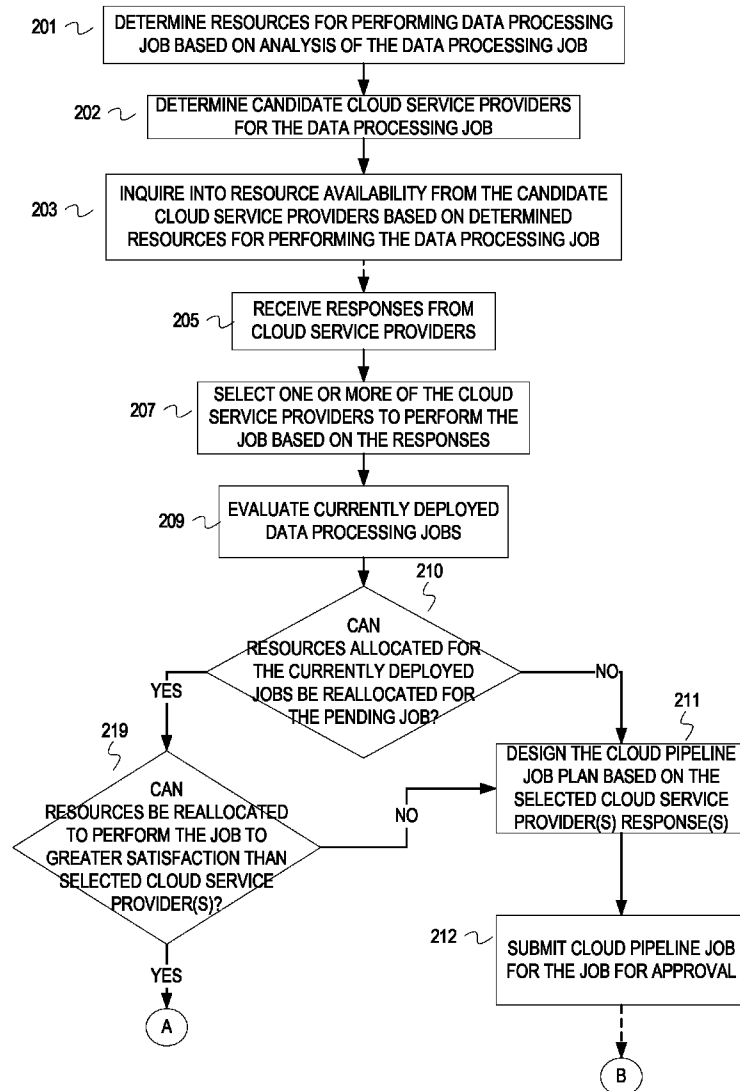 201
DETERMINE RESOURCES FOR PERFORMING DATA PROCESSING
JOB BASED ON ANALYSIS OF THE DATA PROCESSING JOB
202
DETERMINE CANDIDATE CLOUD SERVICE PROVIDERS
FOR THE DATA PROCESSING JOB
203
INQUIRE INTO RESOURCE AVAILABILITY FROM THE CANDIDATE
CLOUD SERVICE PROVIDERS BASED ON DETERMINED
RESOURCES FOR PERFORMING THE DATA PROCESSING JOB
205
RECEIVE RESPONSES FROM
CLOUD SERVICE PROVIDERS
207
SELECT ONE OR MORE OF THE CLOUD
SERVICE PROVIDERS TO PERFORM THE
JOB BASED ON THE RESPONSES
209
EVALUATE CURRENTLY DEPLOYED
DATA PROCESSING JOBS
210
CAN
RESOURCES ALLOCATED FOR
THE CURRENTLY DEPLOYED
JOBS BE REALLOCATED FOR
THE PENDING JOB?
YES
NO
219
CAN
RESOURCES BE REALLOCATED
TO PERFORM THE JOB TO
GREATER SATISFACTION THAN
SELECTED CLOUD SERVICE
PROVIDER(S)?
NO
YES
A
211
DESIGN THE CLOUD PIPELINE
JOB PLAN BASED ON THE
SELECTED CLOUD SERVICE
PROVIDER(S) RESPONSE(S)
212
SUBMIT CLOUD PIPELINE JOB
FOR THE JOB FOR APPROVAL
B